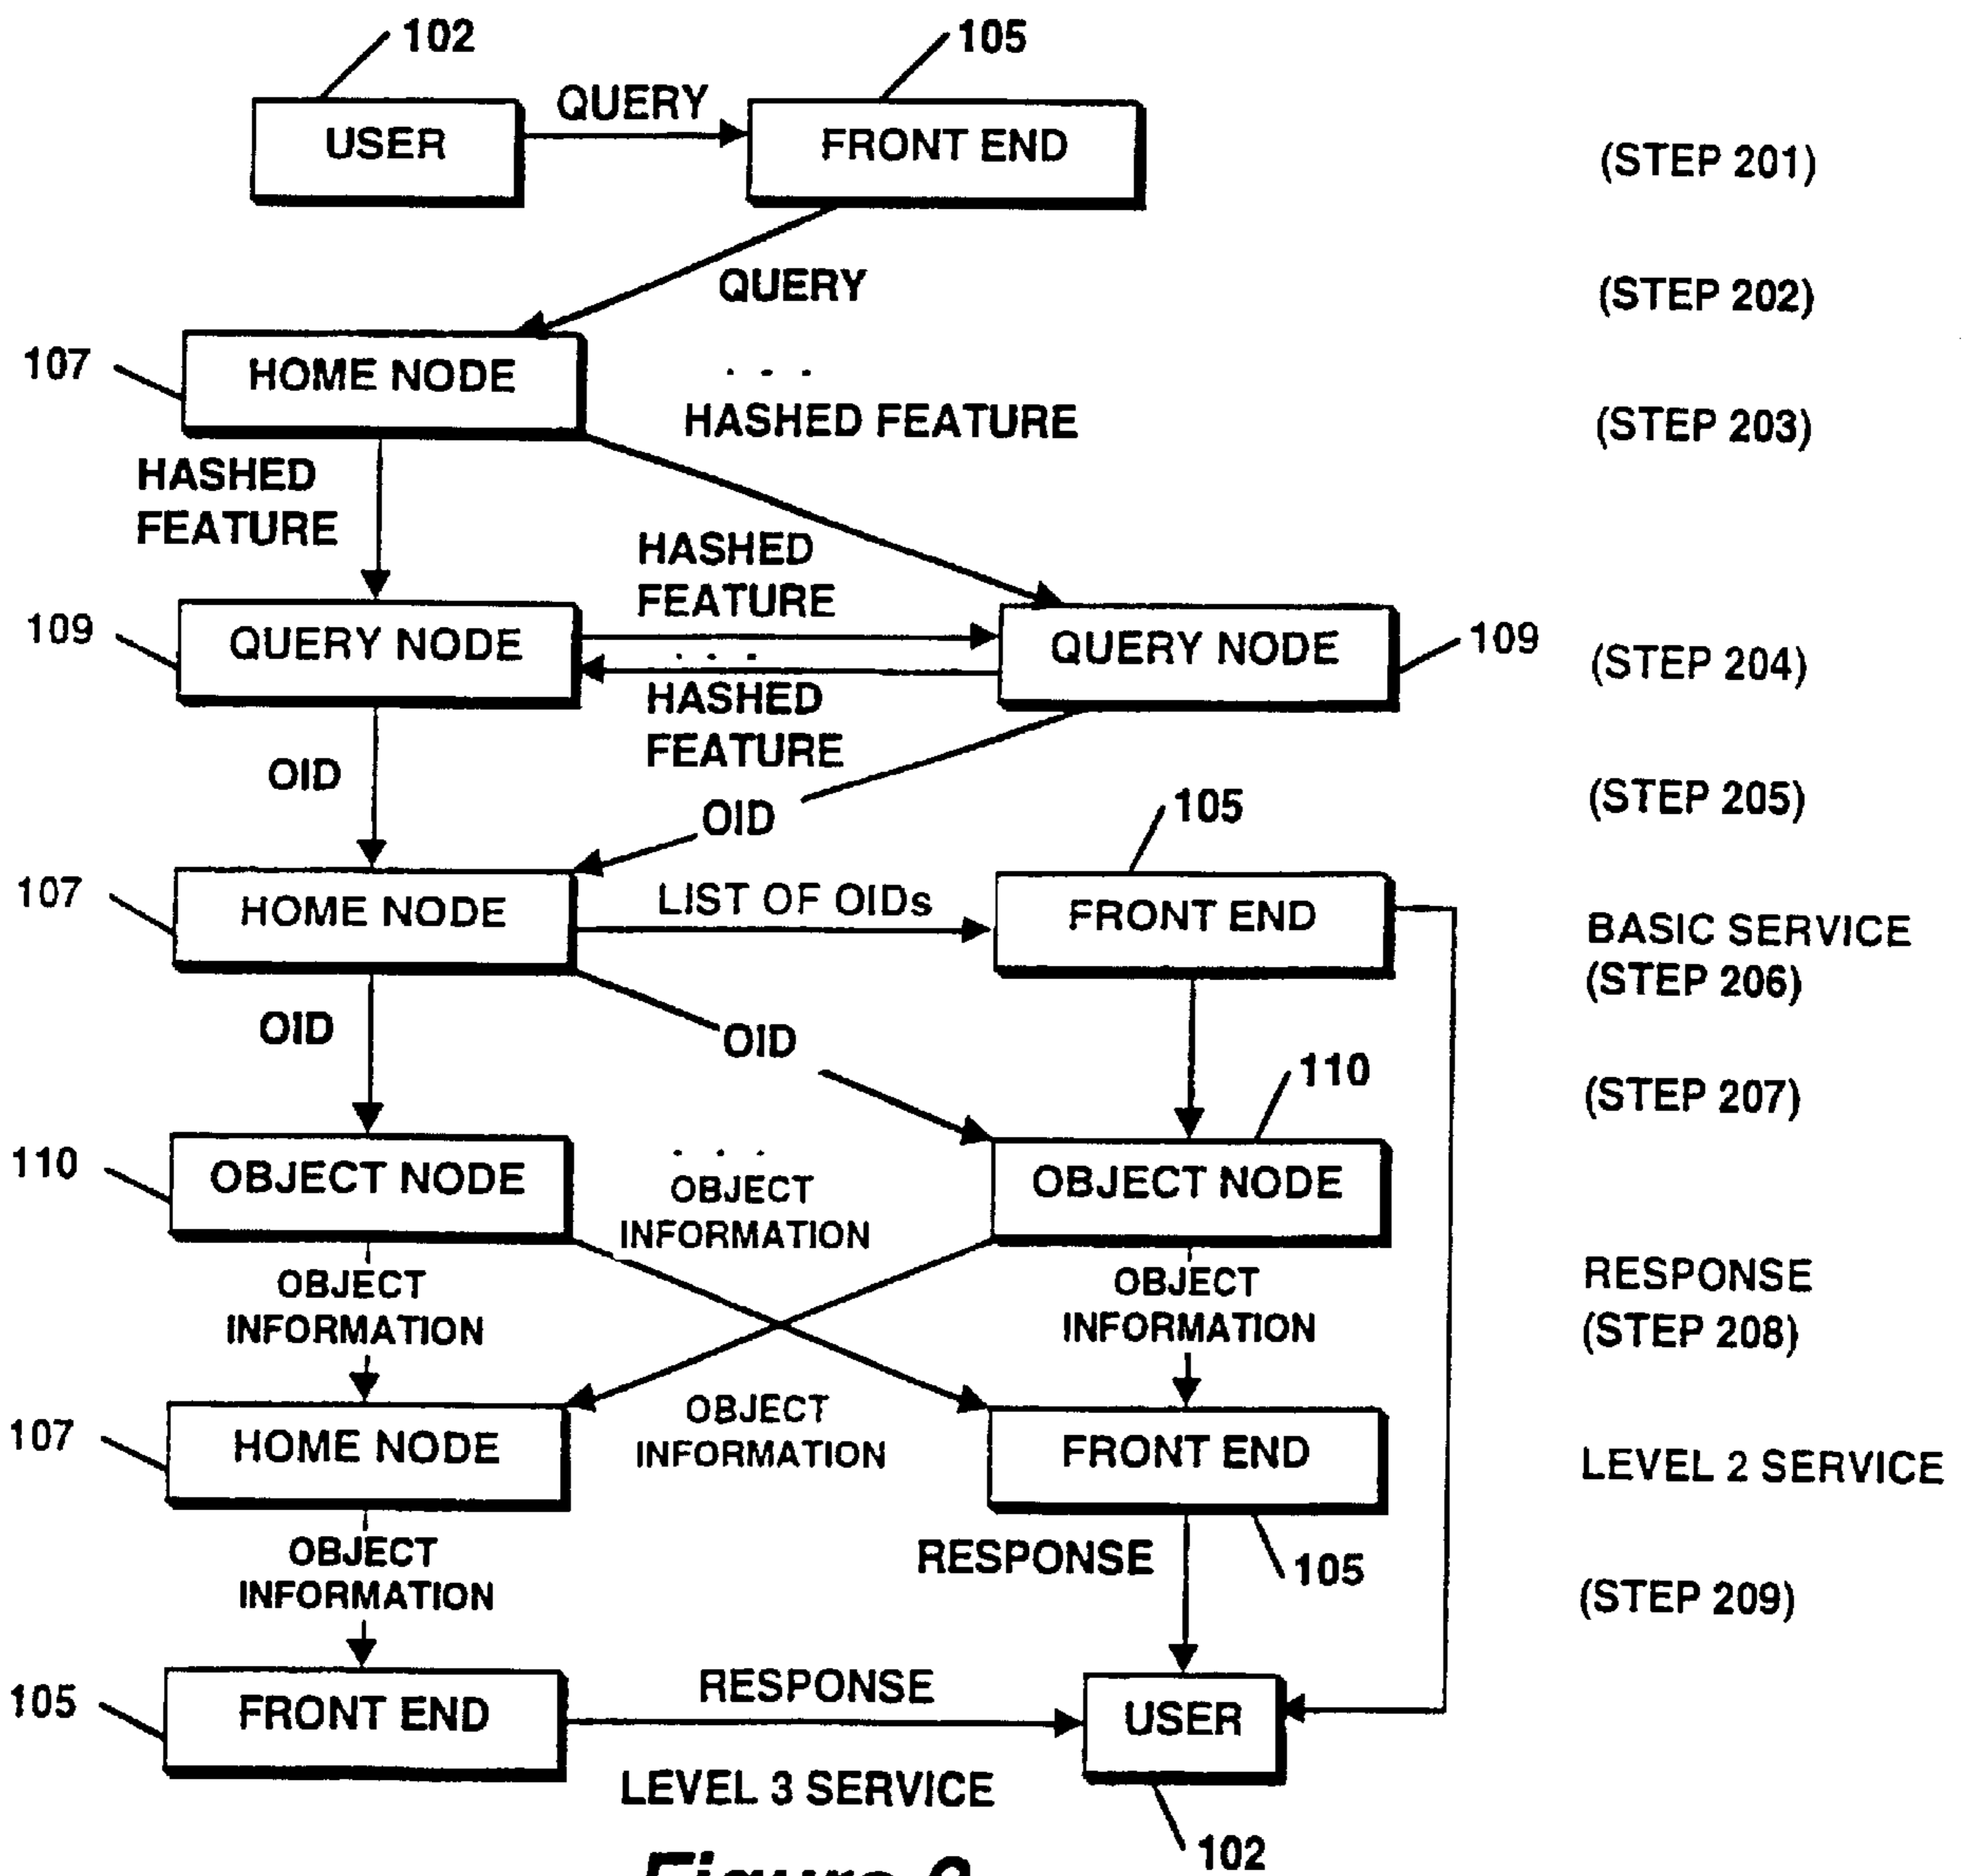 102
105
USER
QUERY
FRONT END
(STEP 201)
QUERY
(STEP 202)
107
HOME NODE
. . .
HASHED FEATURE
(STEP 203)
HASHED
FEATURE
HASHED
FEATURE
109
QUERY NODE
. . .
QUERY NODE
109
(STEP 204)
HASHED
FEATURE
OID
OID
105
(STEP 205)
107
HOME NODE
LIST OF OIDs
FRONT END
BASIC SERVICE
(STEP 206)
OID
OID
110
(STEP 207)
110
OBJECT NODE
. . .
OBJECT
INFORMATION
OBJECT NODE
OBJECT
INFORMATION
OBJECT
INFORMATION
RESPONSE
(STEP 208)
107
HOME NODE
OBJECT
INFORMATION
FRONT END
LEVEL 2 SERVICE
OBJECT
INFORMATION
RESPONSE
105
(STEP 209)
105
FRONT END
RESPONSE
USER
LEVEL 3 SERVICE
102
Figure